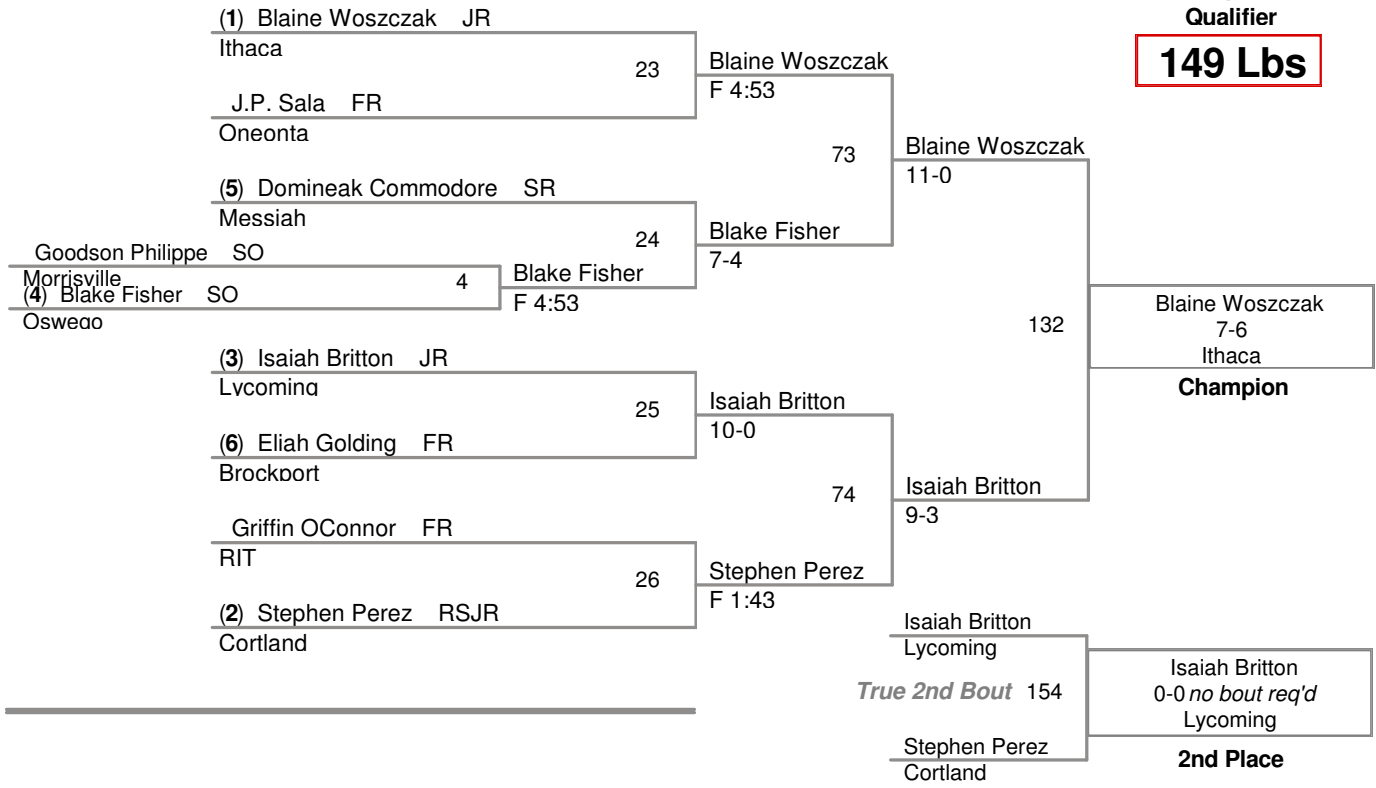 Qualifier
149 Lbs
(1) Blaine Woszczak JR
Ithaca
23
J.P. Sala FR
Oneonta
Blaine Woszczak
F 4:53
73
(5) Domineak Commodore SR
Messiah
24
Goodson Philippe SO
Morrisville
4
(4) Blake Fisher SO
Oswego
Blake Fisher
F 4:53
Blake Fisher
7-4
Blaine Woszczak
11-0
132
(3) Isaiah Britton JR
Lycoming
25
(6) Eliah Golding FR
Brockport
Isaiah Britton
10-0
74
Griffin OConnor FR
RIT
26
(2) Stephen Perez RSJR
Cortland
Stephen Perez
F 1:43
Isaiah Britton
9-3
Blaine Woszczak
7-6
Ithaca
Champion
Isaiah Britton
Lycoming
True 2nd Bout 154
Stephen Perez
Cortland
Isaiah Britton
0-0 no bout req'd
Lycoming
2nd Place